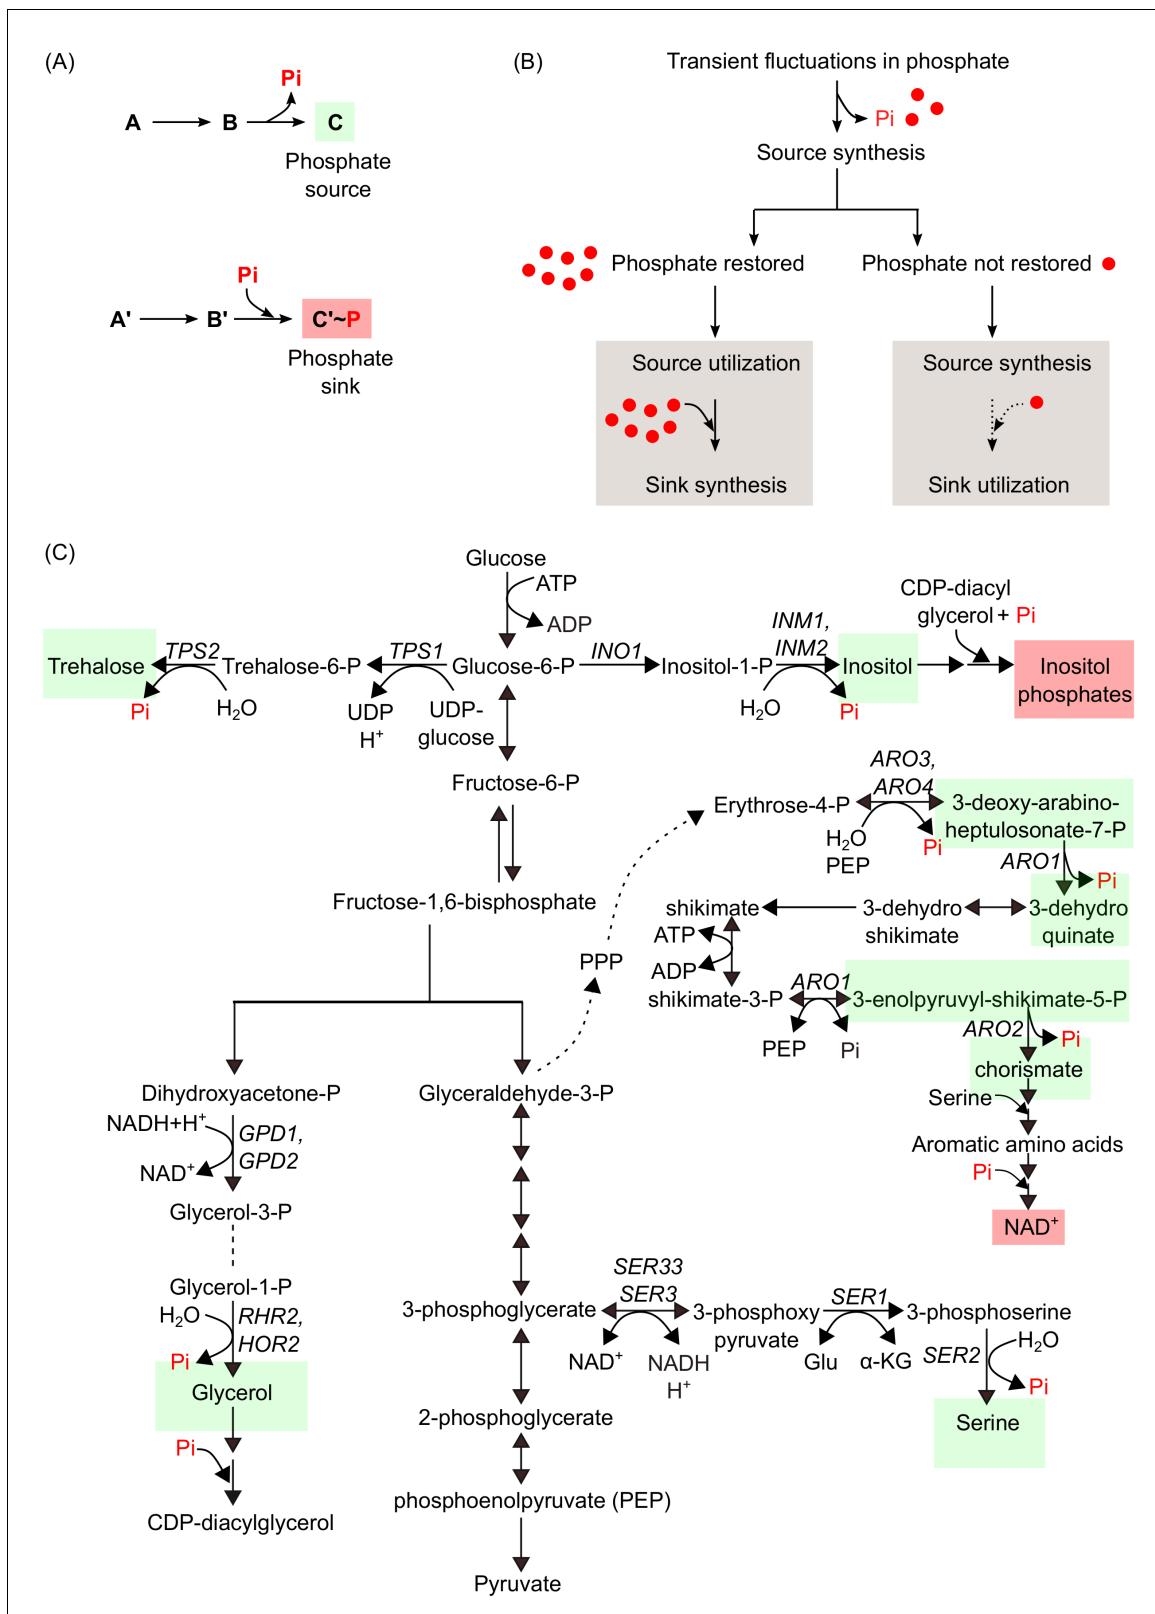 (A)
Pi
A
B
C
Phosphate
source
Pi
A'
B'
C'~P
Phosphate
sink
(B)
Transient fluctuations in phosphate
Pi
Source synthesis
Phosphate restored
Phosphate not restored
Source utilization
Sink synthesis
Source synthesis
Sink utilization
(C)
Glucose
ATP
ADP
Trehalose
TPS2
Trehalose-6-P
TPS1
Glucose-6-P
INO1
Inositol-1-P
INM1,
INM2
Inositol
CDP-diacyl
glycerol + Pi
Inositol
phosphates
Pi
H2O
UDP
H+
UDP-
glucose
H2O
Pi
Fructose-6-P
Fructose-1,6-bisphosphate
PPP
Erythrose-4-P
ARO3,
ARO4
3-deoxy-arabino-
heptulosonate-7-P
H2O
PEP
Pi
ARO1
Pi
shikimate
3-dehydro
shikimate
3-dehydro
quinate
ATP
ADP
shikimate-3-P
ARO1
3-enolpyruvyl-shikimate-5-P
PEP
Pi
ARO2
Pi
chorismate
Serine
Aromatic amino acids
Pi
NAD+
Dihydroxyacetone-P
Glyceraldehyde-3-P
NADH+H+
GPD1,
GPD2
NAD+
Glycerol-3-P
Glycerol-1-P
H2O
RHR2,
HOR2
Pi
Glycerol
Pi
CDP-diacylglycerol
3-phosphoglycerate
SER33
SER3
3-phosphoxy
pyruvate
SER1
3-phosphoserine
NAD+
NADH
H+
Glu
α-KG
SER2
H2O
Pi
Serine
2-phosphoglycerate
phosphoenolpyruvate (PEP)
Pyruvate